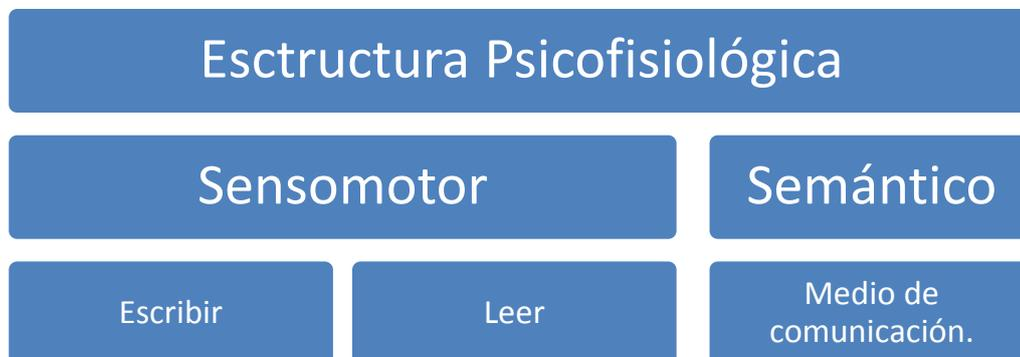 Esctructura Psicofisiológica
Sensomotor
Semántico
Escribir
Leer
Medio de
comunicación.